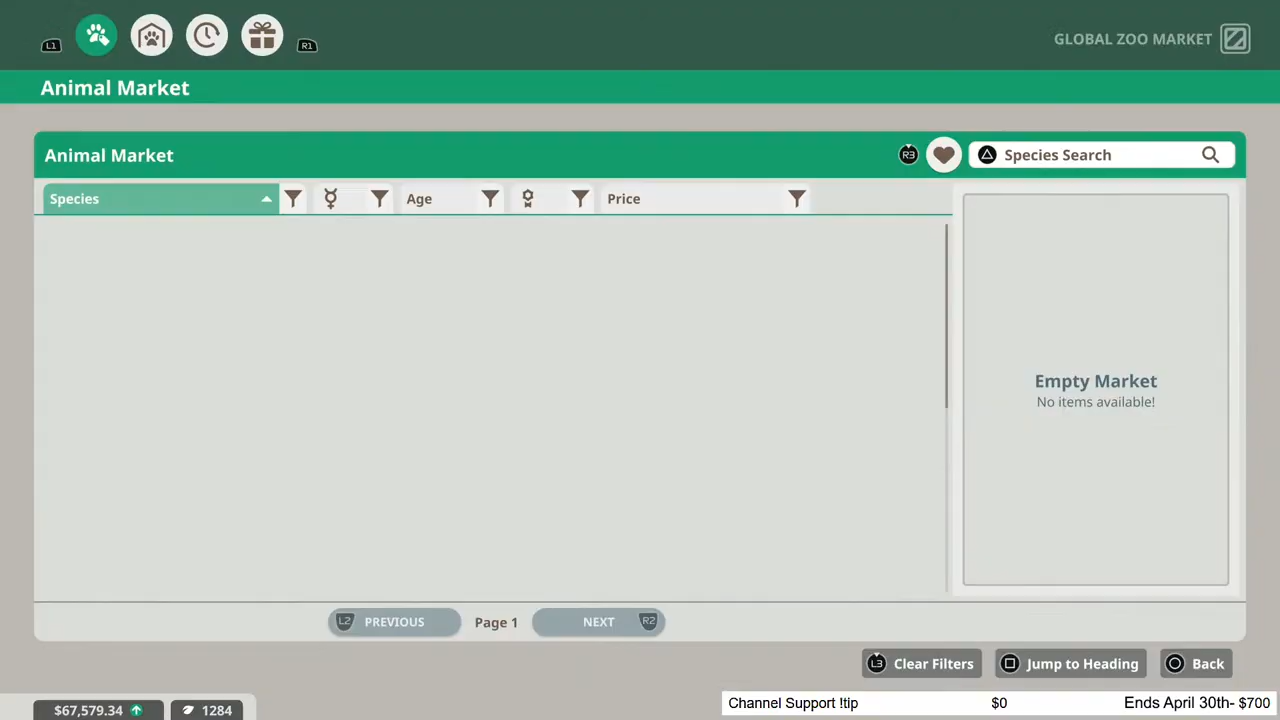 L1
R1
GLOBAL ZOO MARKET
Animal Market
Animal Market
R3
Species Search
Species
Age
Price
Empty Market
No items available!
L2 PREVIOUS
Page 1
NEXT R2
L3 Clear Filters
Jump to Heading
Back
$67,579.34
1284
Channel Support !tip
$0
Ends April 30th- $700